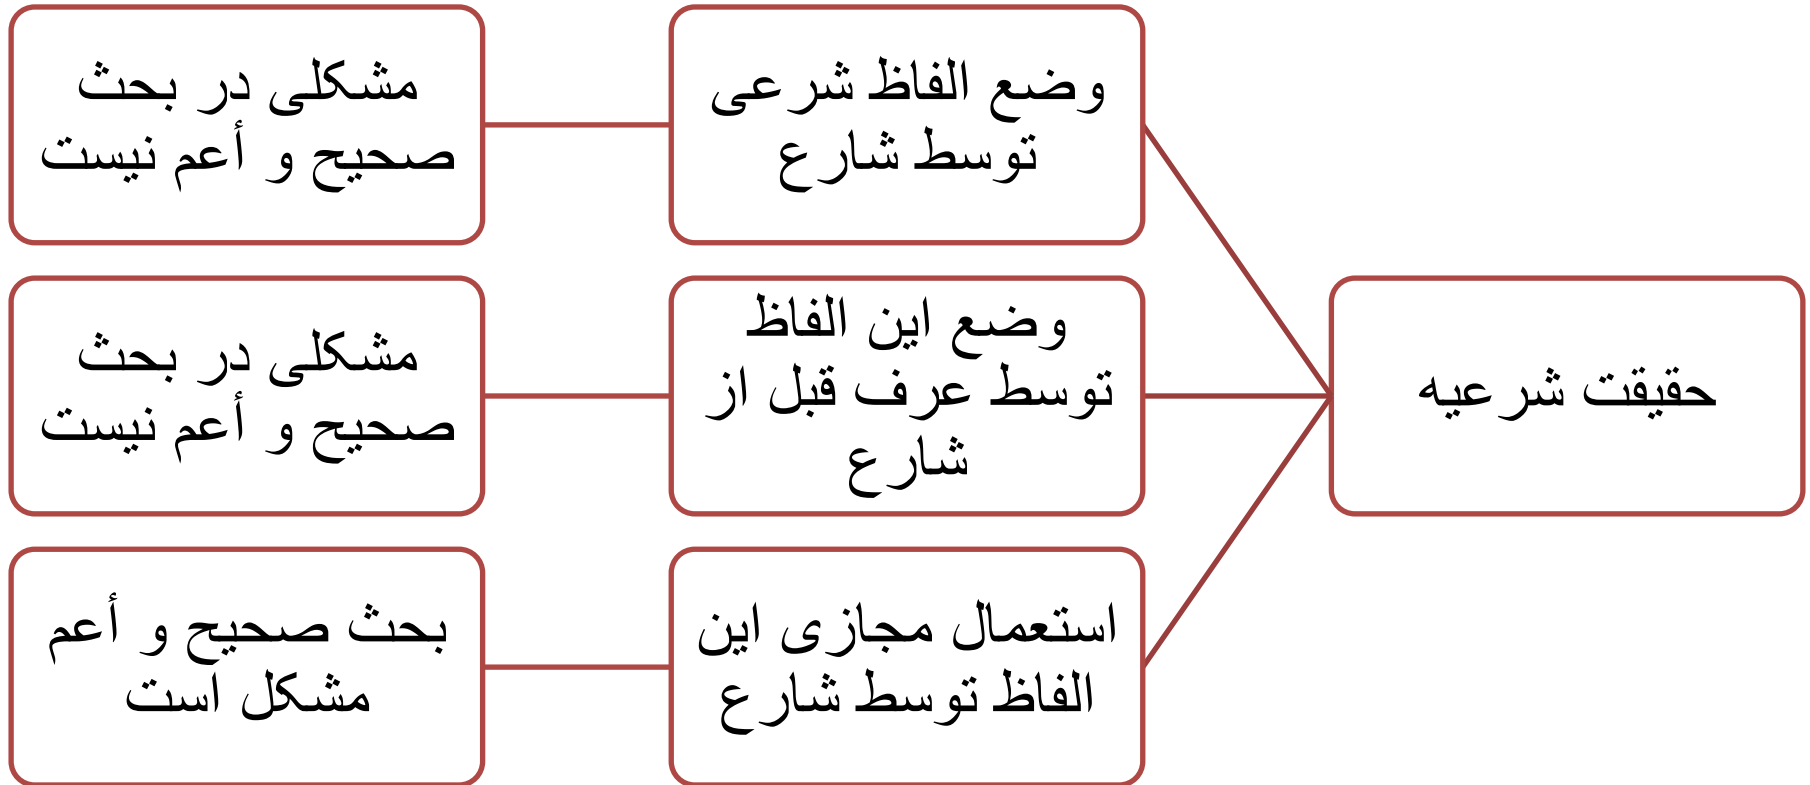 حقیقت شرعیه
وضع الفاظ شرعی
توسط شارع
مشکلی در بحث
صحیح و أعم نیست
وضع این الفاظ
توسط عرف قبل از
شارع
مشکلی در بحث
صحیح و أعم نیست
استعمال مجازی این
الفاظ توسط شارع
بحث صحیح و أعم
مشکل است